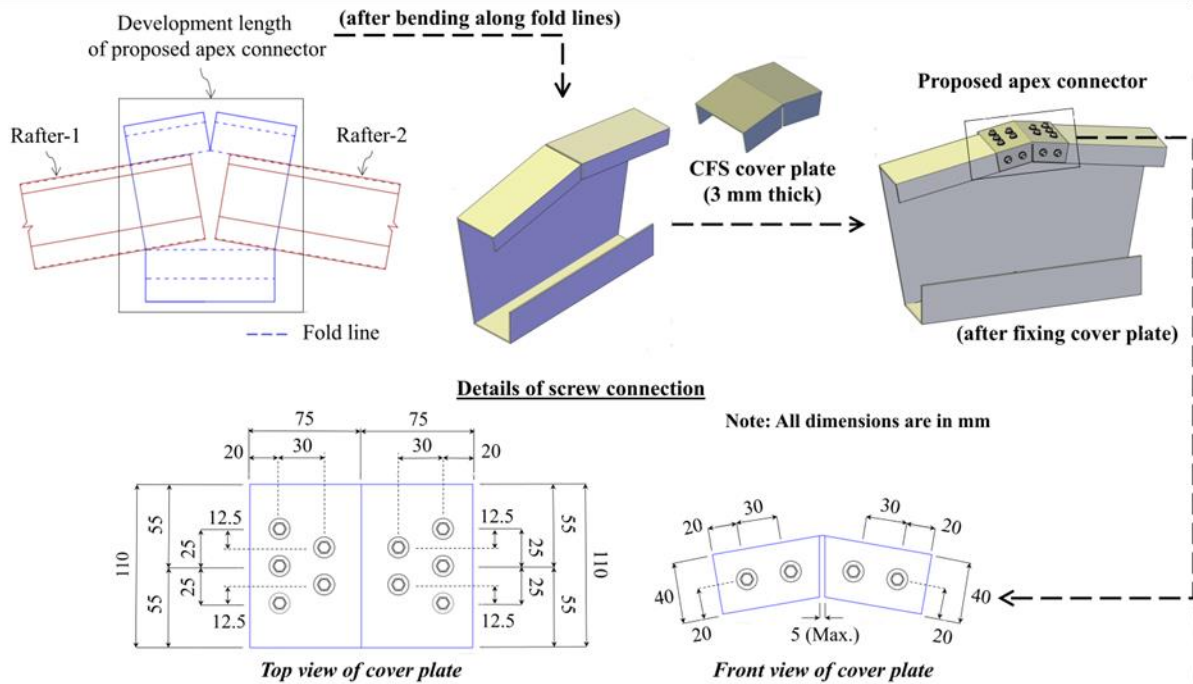 Development length
of proposed apex connector
(after bending along fold lines)
Rafter-1
Rafter-2
Fold line
CFS cover plate
(3 mm thick)
Proposed apex connector
(after fixing cover plate)
Details of screw connection
Note: All dimensions are in mm
75
75
20
30
30
20
110
55
55
25
25
12.5
12.5
12.5
12.5
25
25
55
55
110
Top view of cover plate
20
30
30
20
40
20
5 (Max.)
20
40
Front view of cover plate